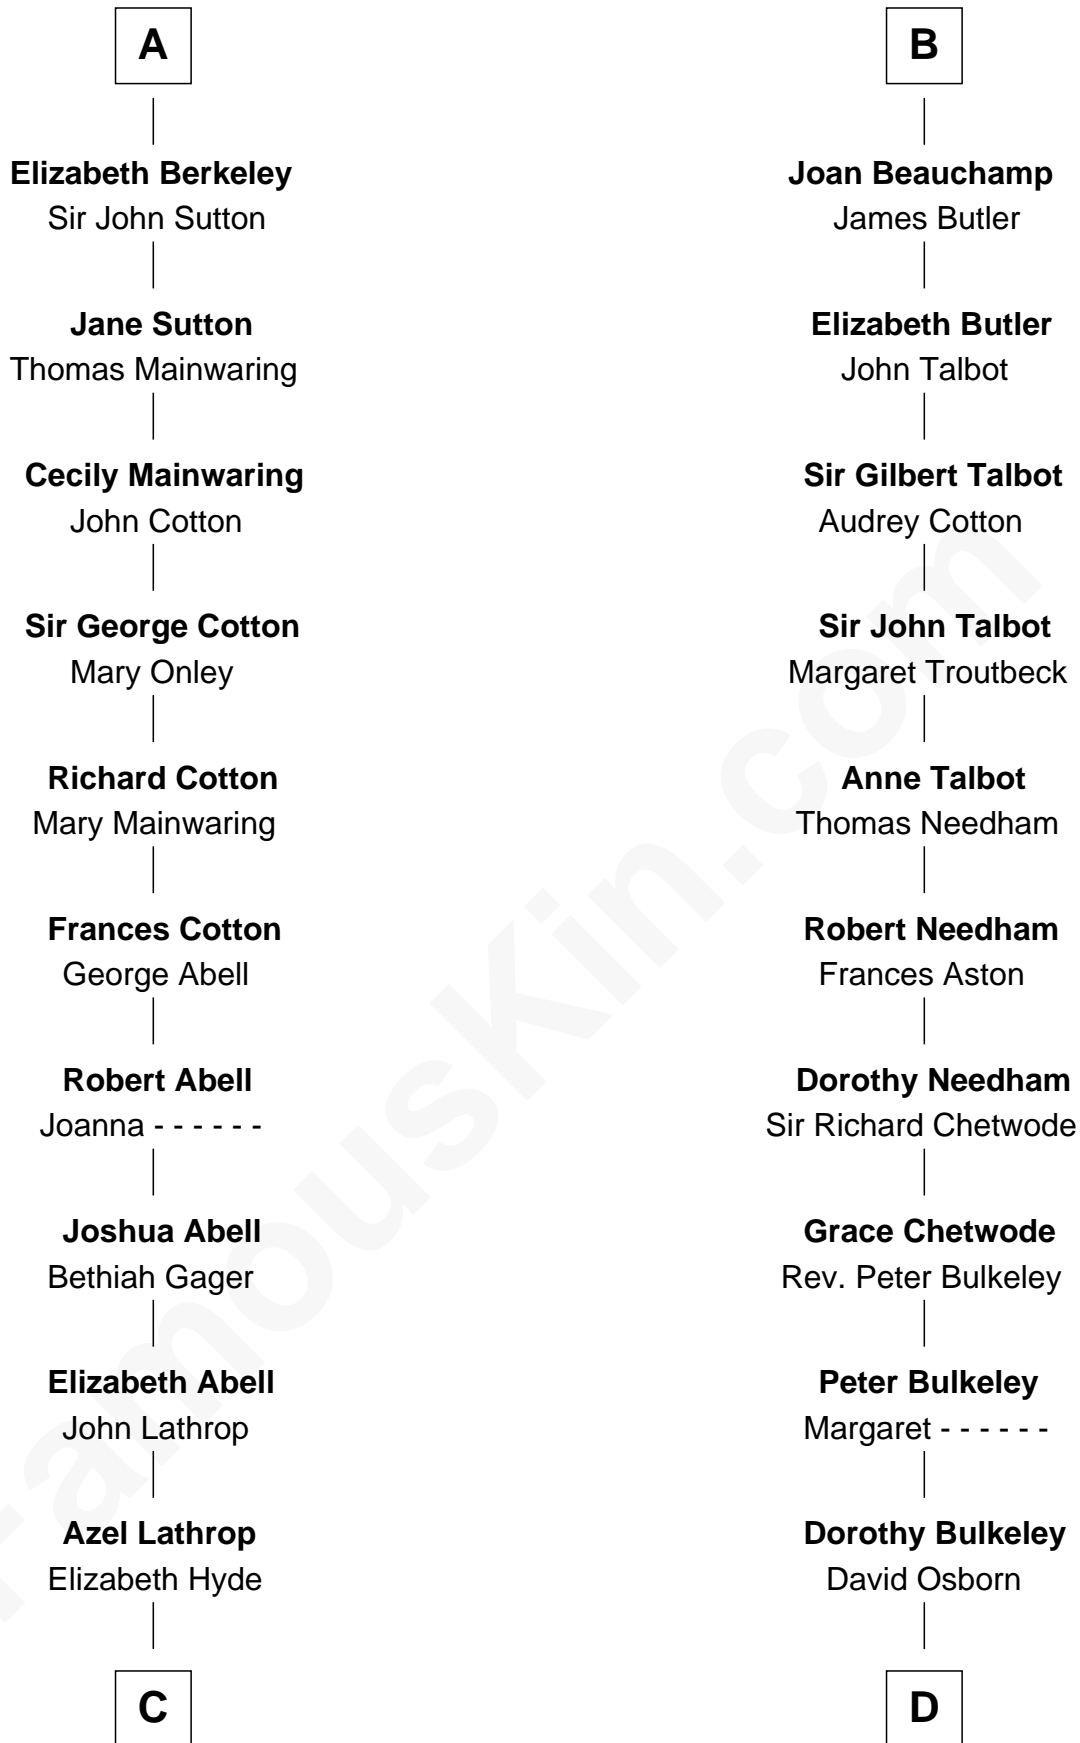 A
Elizabeth Berkeley
Sir John Sutton
Jane Sutton
Thomas Mainwaring
Cecily Mainwaring
John Cotton
Sir George Cotton
Mary Onley
Richard Cotton
Mary Mainwaring
Frances Cotton
George Abell
Robert Abell
Joanna - - - - - -
Joshua Abell
Bethiah Gager
Elizabeth Abell
John Lathrop
Azel Lathrop
Elizabeth Hyde
C
B
Joan Beauchamp
James Butler
Elizabeth Butler
John Talbot
Sir Gilbert Talbot
Audrey Cotton
Sir John Talbot
Margaret Troutbeck
Anne Talbot
Thomas Needham
Robert Needham
Frances Aston
Dorothy Needham
Sir Richard Chetwode
Grace Chetwode
Rev. Peter Bulkeley
Peter Bulkeley
Margaret - - - - - -
Dorothy Bulkeley
David Osborn
D
FamousKin.com